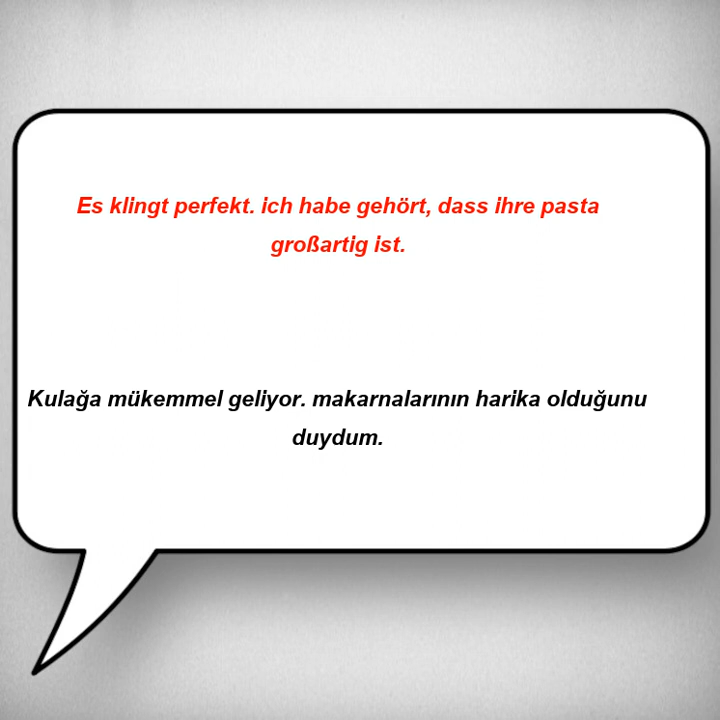 Es klingt perfekt. ich habe gehört, dass ihre pasta
großartig ist.
Kulağa mükemmel geliyor. makarnalarının harika olduğunu
duydum.